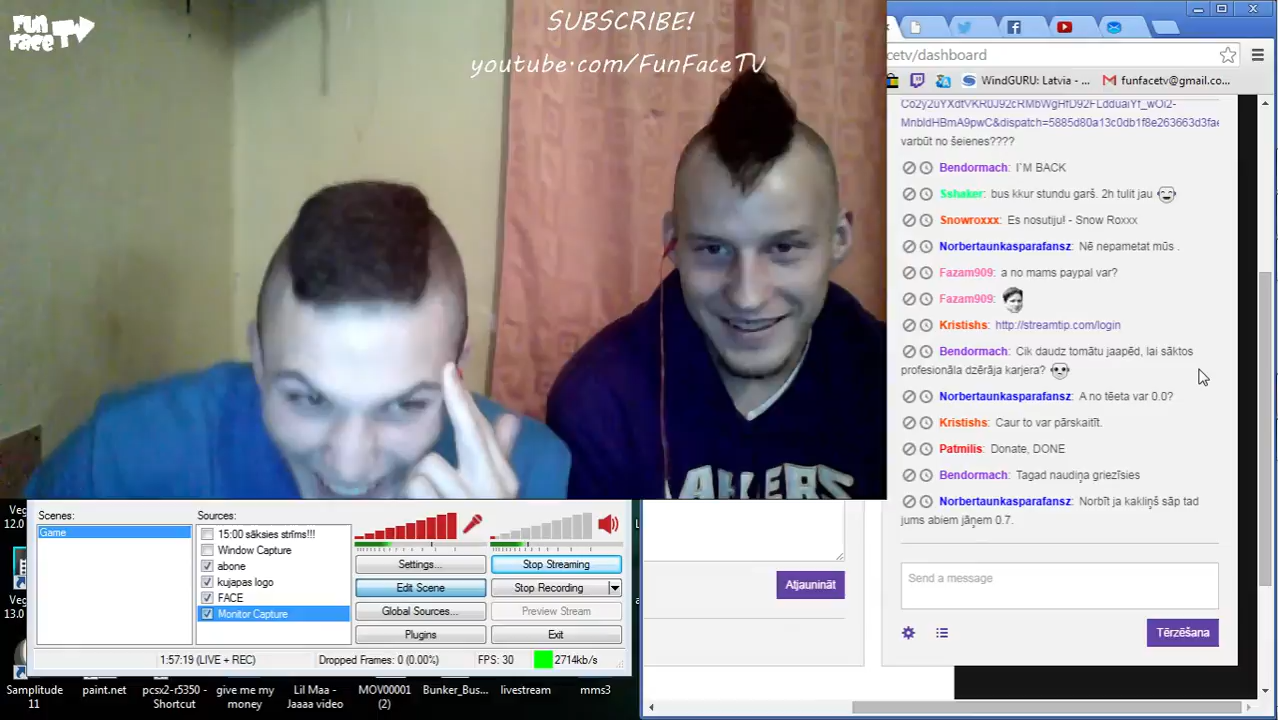 FUN
FACE TV
SUBSCRIBE!
youtube.com/FunFaceTV
cetv/dashboard
WindGURU: Latvia - ...
funfacetv@gmail.co...
varbūt no šeienes????
Bendormach: I`M BACK
Sshaker: bus kkur stundu garš. 2h tulit jau
Snowroxxx: Es nosutiju! - Snow Roxxx
Norbertaunkasparafansz: Nē nepametat mūs .
Fazam909: a no mams paypal var?
Fazam909:
Kristishs: http://streamtip.com/login
Bendormach: Cik daudz tomātu jaapēd, lai sāktos
profesionāla dzērāja karjera?
Norbertaunkasparafansz: A no tēeta var 0.0?
Kristishs: Caur to var pārskaitīt.
Patmilis: Donate, DONE
Bendormach: Tagad naudiņa griezīsies
Norbertaunkasparafansz: Norbīt ja kakliņš sāp tad
jums abiem jāņem 0.7.
Send a message
Tērzēšana
Atjaunināt
Scenes:
Game
Sources:
15:00 sāksies strīms!!!
Window Capture
abone
kujapas logo
FACE
Monitor Capture
Settings...
Stop Streaming
Edit Scene
Stop Recording
Global Sources...
Preview Stream
Plugins
Exit
1:57:19 (LIVE + REC)
Dropped Frames: 0 (0.00%)
FPS: 30
2714kb/s
Samplitude
11
paint.net
pcsx2-r5350 -
Shortcut
give me my
money
Lil Maa -
Jaaaa video
MOV00001
(2)
Bunker_Bus...
livestream
mms3